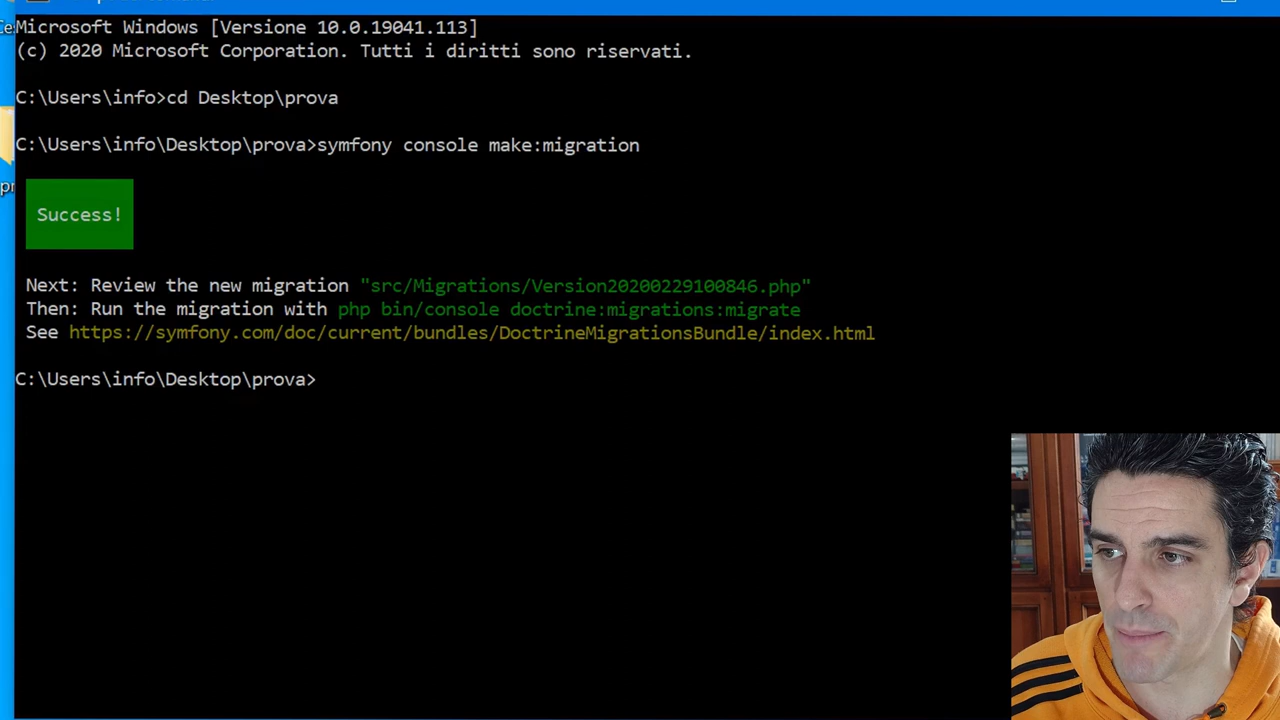 Microsoft Windows [Versione 10.0.19041.113]
(c) 2020 Microsoft Corporation. Tutti i diritti sono riservati.
C:\Users\info>cd Desktop\prova
C:\Users\info\Desktop\prova>symfony console make:migration
Success!
Next: Review the new migration "src/Migrations/Version20200229100846.php"
Then: Run the migration with php bin/console doctrine:migrations:migrate
See https://symfony.com/doc/current/bundles/DoctrineMigrationsBundle/index.html
C:\Users\info\Desktop\prova>